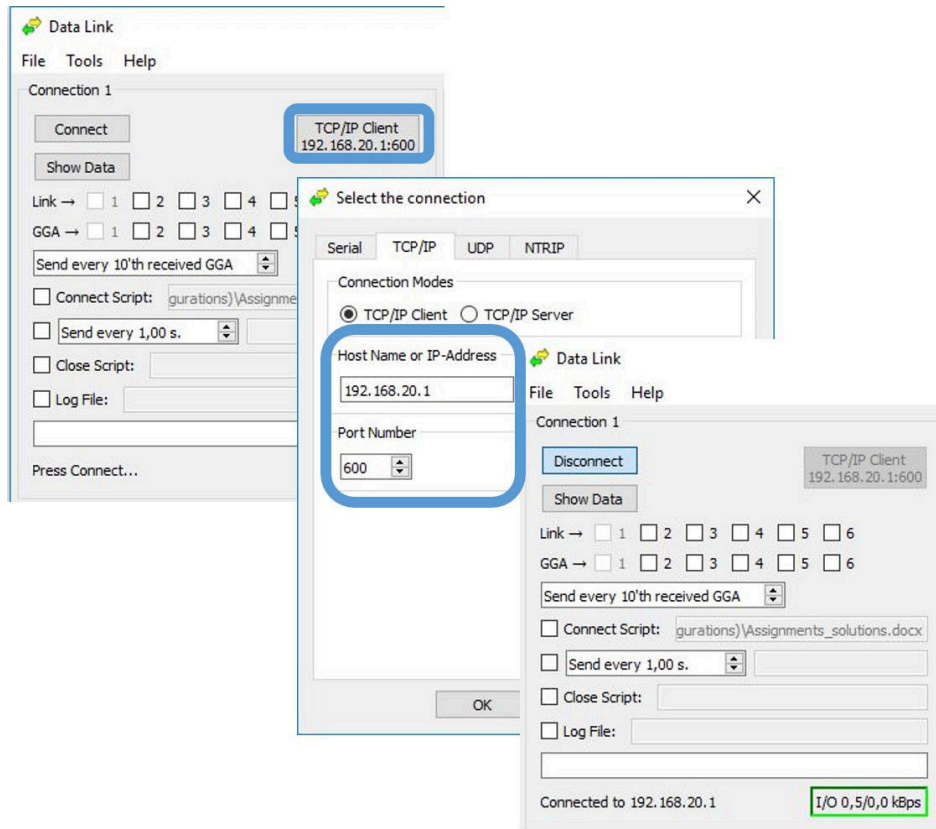 Data Link
File Tools Help
Connection 1
Connect
TCP/IP Client
192.168.20.1:600
Show Data
Link → 1 2 3 4
GGA → 1 2 3 4
Send every 10'th received GGA
Connect Script: gurations)\Assignme
Send every 1,00 s.
Close Script:
Log File:
Press Connect...
Select the connection
Serial TCP/IP UDP NTRIP
Connection Modes
TCP/IP Client TCP/IP Server
Host Name or IP-Address
192.168.20.1
Port Number
600
OK
Data Link
File Tools Help
Connection 1
Disconnect
TCP/IP Client
192.168.20.1:600
Show Data
Link → 1 2 3 4 5 6
GGA → 1 2 3 4 5 6
Send every 10'th received GGA
Connect Script: gurations)\Assignments_solutions.docx
Send every 1,00 s.
Close Script:
Log File:
Connected to 192.168.20.1
I/O 0,5/0,0 kBps